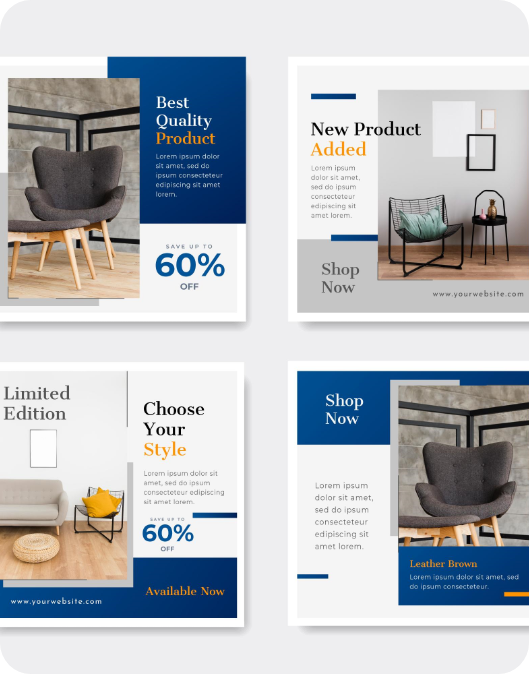 Best
Quality
Product
Lorem ipsum dolor
sit amet, sed do
ipsum consecteteur
edipiscing sit amet
lorem.
SAVE UP TO
60%
OFF
New Product
Added
Lorem ipsum
dolor sit amet,
sed do ipsum
consecteteur
edipiscing sit
amet lorem.
Shop
Now
www.yourwebsite.com
Limited
Edition
Choose
Your
Style
Lorem ipsum dolor sit
amet, sed do ipsum
consecteteur edipiscing
sit amet lorem.
SAVE UP TO
60%
OFF
Available Now
www.yourwebsite.com
Shop
Now
Lorem ipsum
dolor sit amet,
sed do ipsum
consecteteur
edipiscing sit
amet lorem.
Leather Brown
Lorem ipsum dolor sit amet, sed
do ipsum consecteteur.